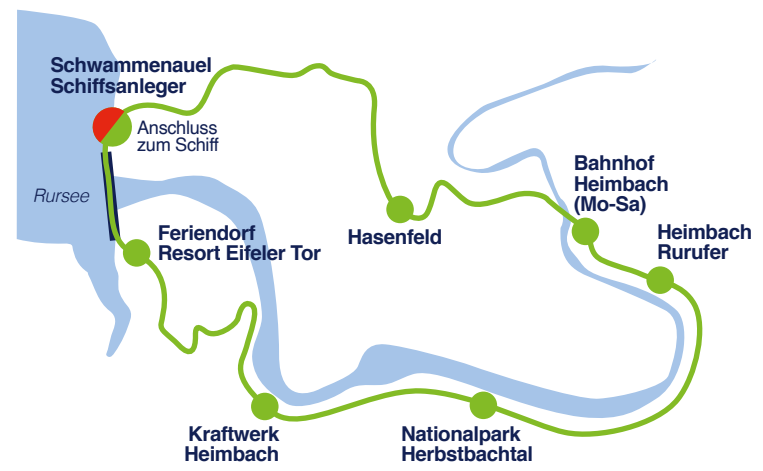 Schwammenauel
Schiffsanleger
Anschluss
zum Schiff
Rursee
Feriendorf
Resort Eifeler Tor
Hasenfeld
Bahnhof
Heimbach
(Mo-Sa)
Heimbach
Rurufer
Kraftwerk
Heimbach
Nationalpark
Herbstbachtal